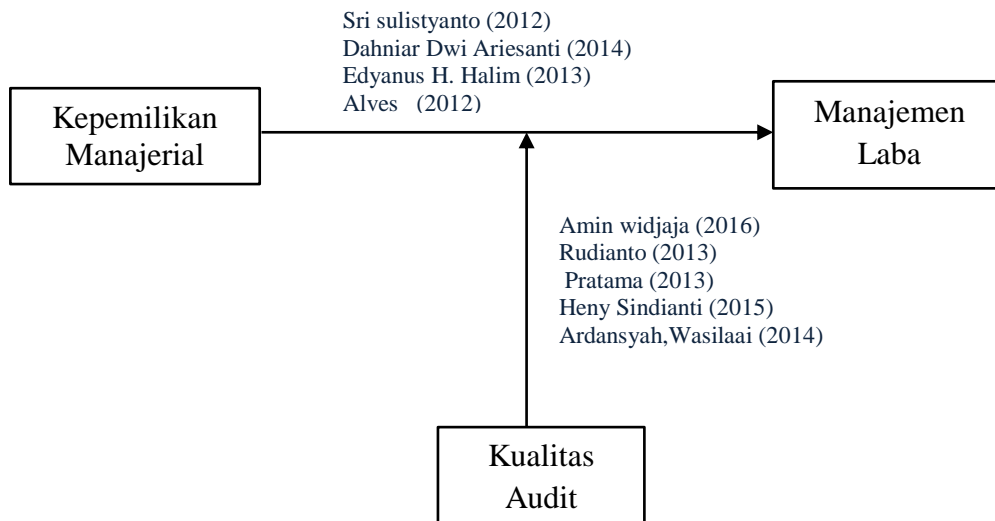 Sri sulistyanto (2012)
Dahniar Dwi Ariesanti (2014)
Edyanus H. Halim (2013)
Alves (2012)
Kepemilikan
Manajerial
Manajemen
Laba
Amin widjaja (2016)
Rudianto (2013)
Pratama (2013)
Heny Sindianti (2015)
Ardansyah,Wasilaai (2014)
Kualitas
Audit